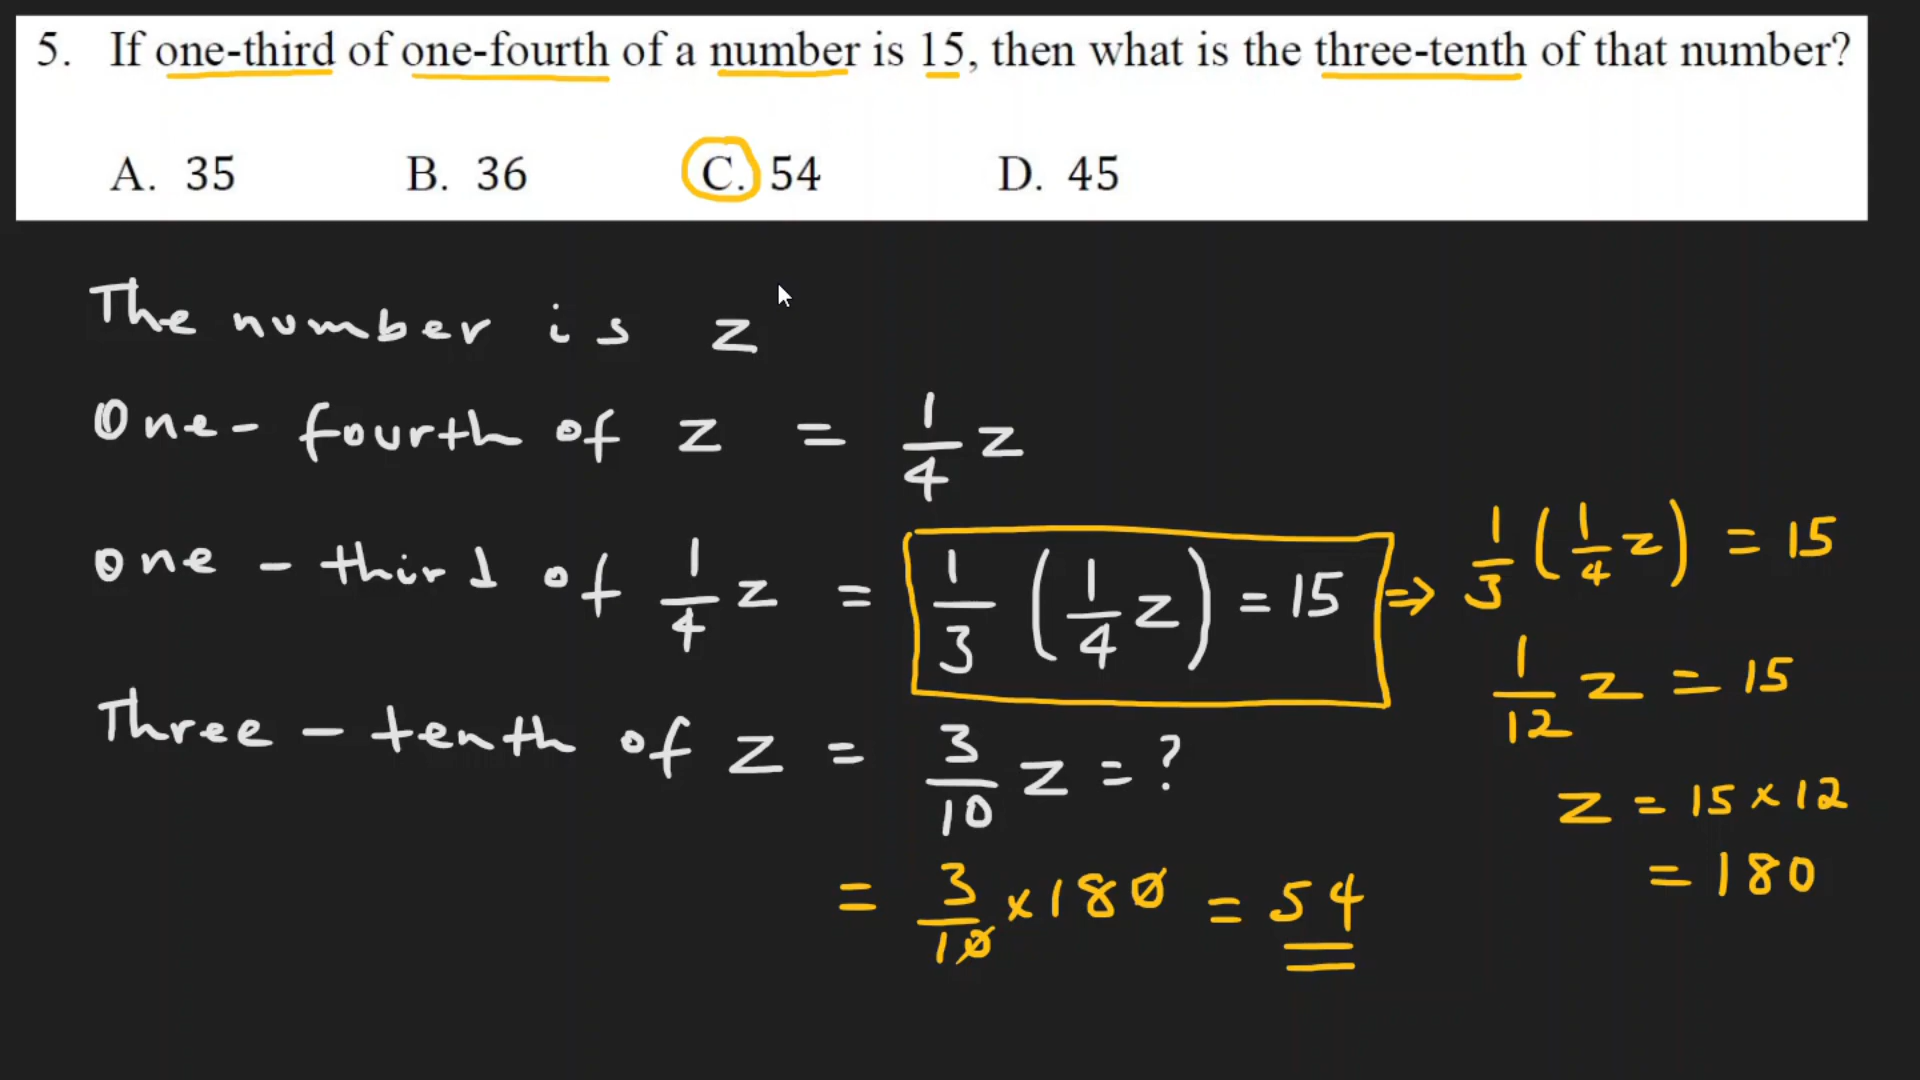 5. If one-third of one-fourth of a number is 15, then what is the three-tenth of that number?
A. 35 B. 36 C. 54 D. 45
The number is z
One-fourth of z = 1/4 z
One-third of 1/4 z = 1/3 (1/4 z) = 15 ⇒ 1/3 (1/4 z) = 15
1/12 z = 15
Three-tenth of z = 3/10 z = ?
z = 15 × 12
= 180
= 3/10 × 180 = 54